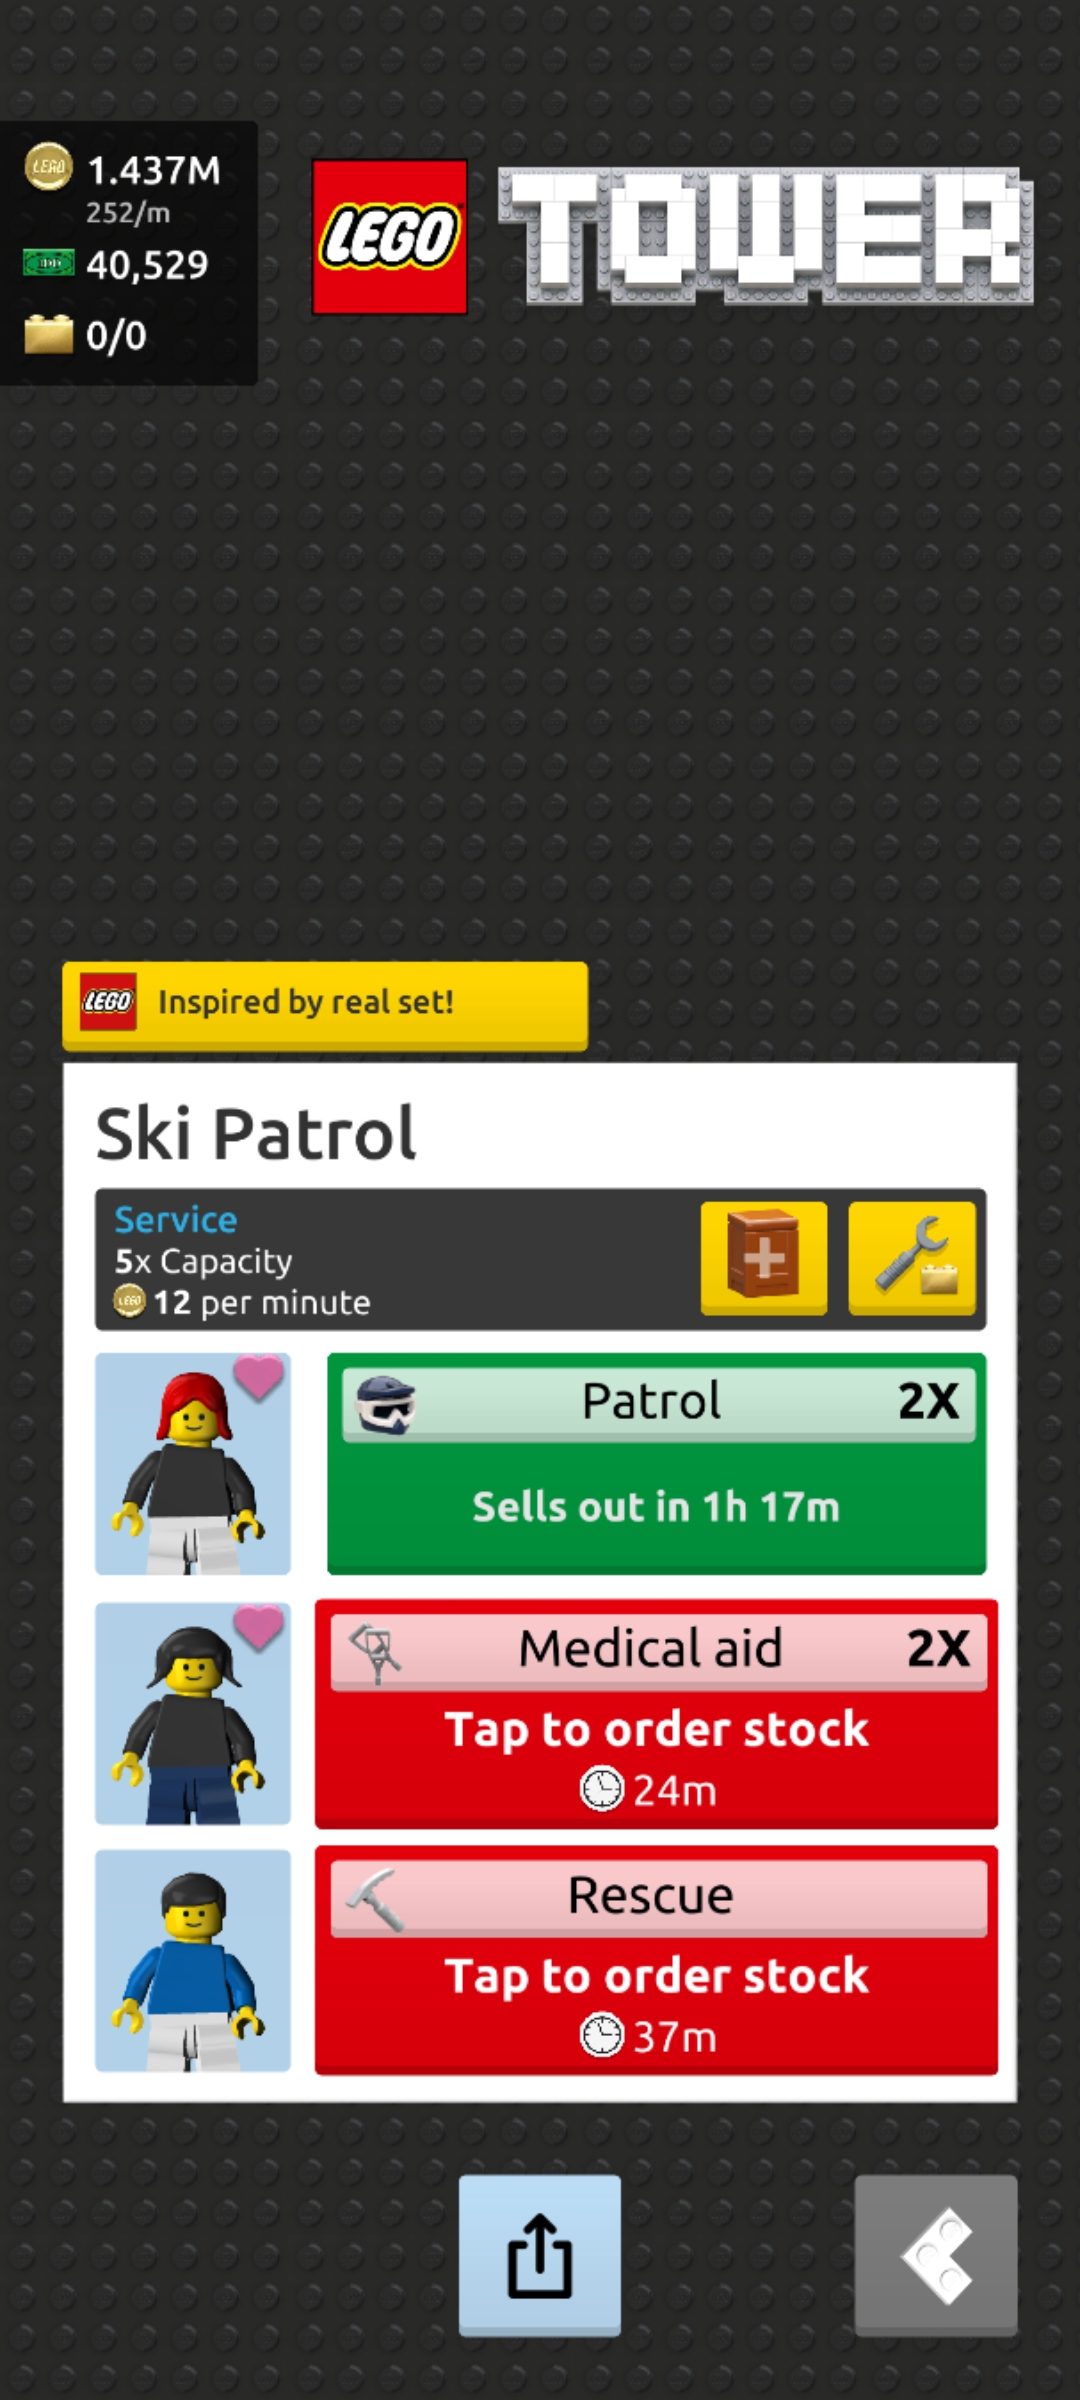 LEGO
1.437M
252/m
40,529
0/0
LEGO TOWER
LEGO Inspired by real set!
Ski Patrol
Service
5x Capacity
LEGO 12 per minute
Patrol 2X
Sells out in 1h 17m
Medical aid 2X
Tap to order stock
24m
Rescue
Tap to order stock
37m